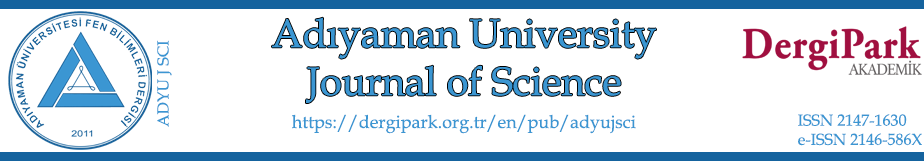 ADIYAMAN ÜNİVERSİTESİ FEN BİLİMLERİ DERGİSİ
2011
ADYU J SCI
Adıyaman University
Journal of Science
https://dergipark.org.tr/en/pub/adyujsci
DergiPark
AKADEMİK
ISSN 2147-1630
e-ISSN 2146-586X